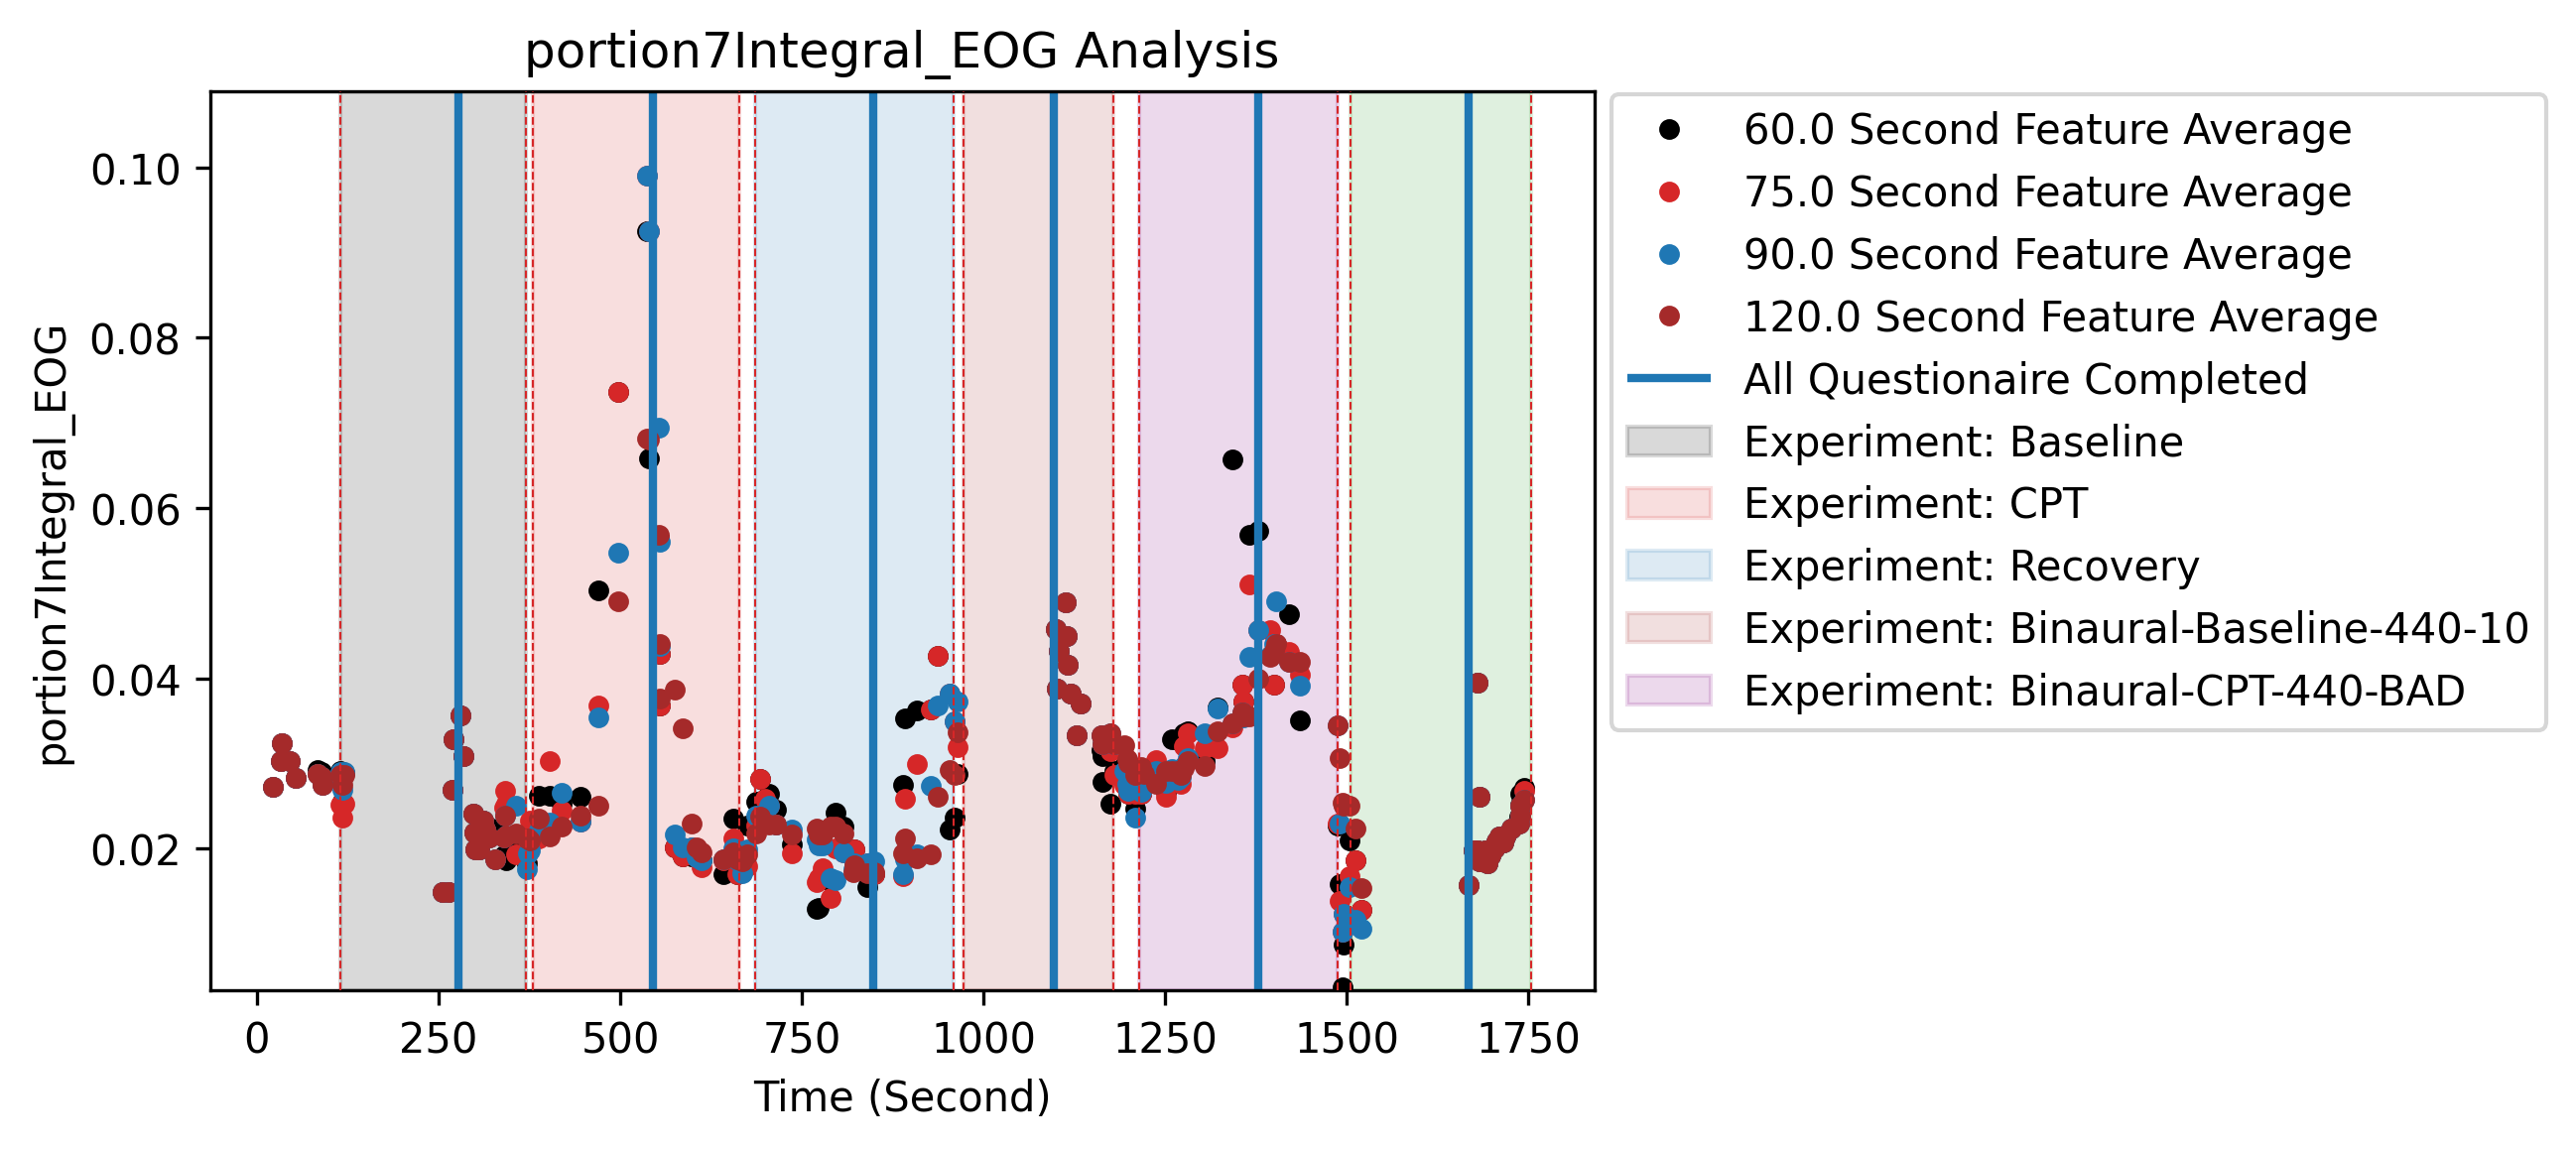 portion7Integral_EOG Analysis
0.10
0.08
0.06
0.04
0.02
portion7Integral_EOG
0 250 500 750 1000 1250 1500 1750
Time (Second)
60.0 Second Feature Average
75.0 Second Feature Average
90.0 Second Feature Average
120.0 Second Feature Average
All Questionaire Completed
Experiment: Baseline
Experiment: CPT
Experiment: Recovery
Experiment: Binaural-Baseline-440-10
Experiment: Binaural-CPT-440-BAD